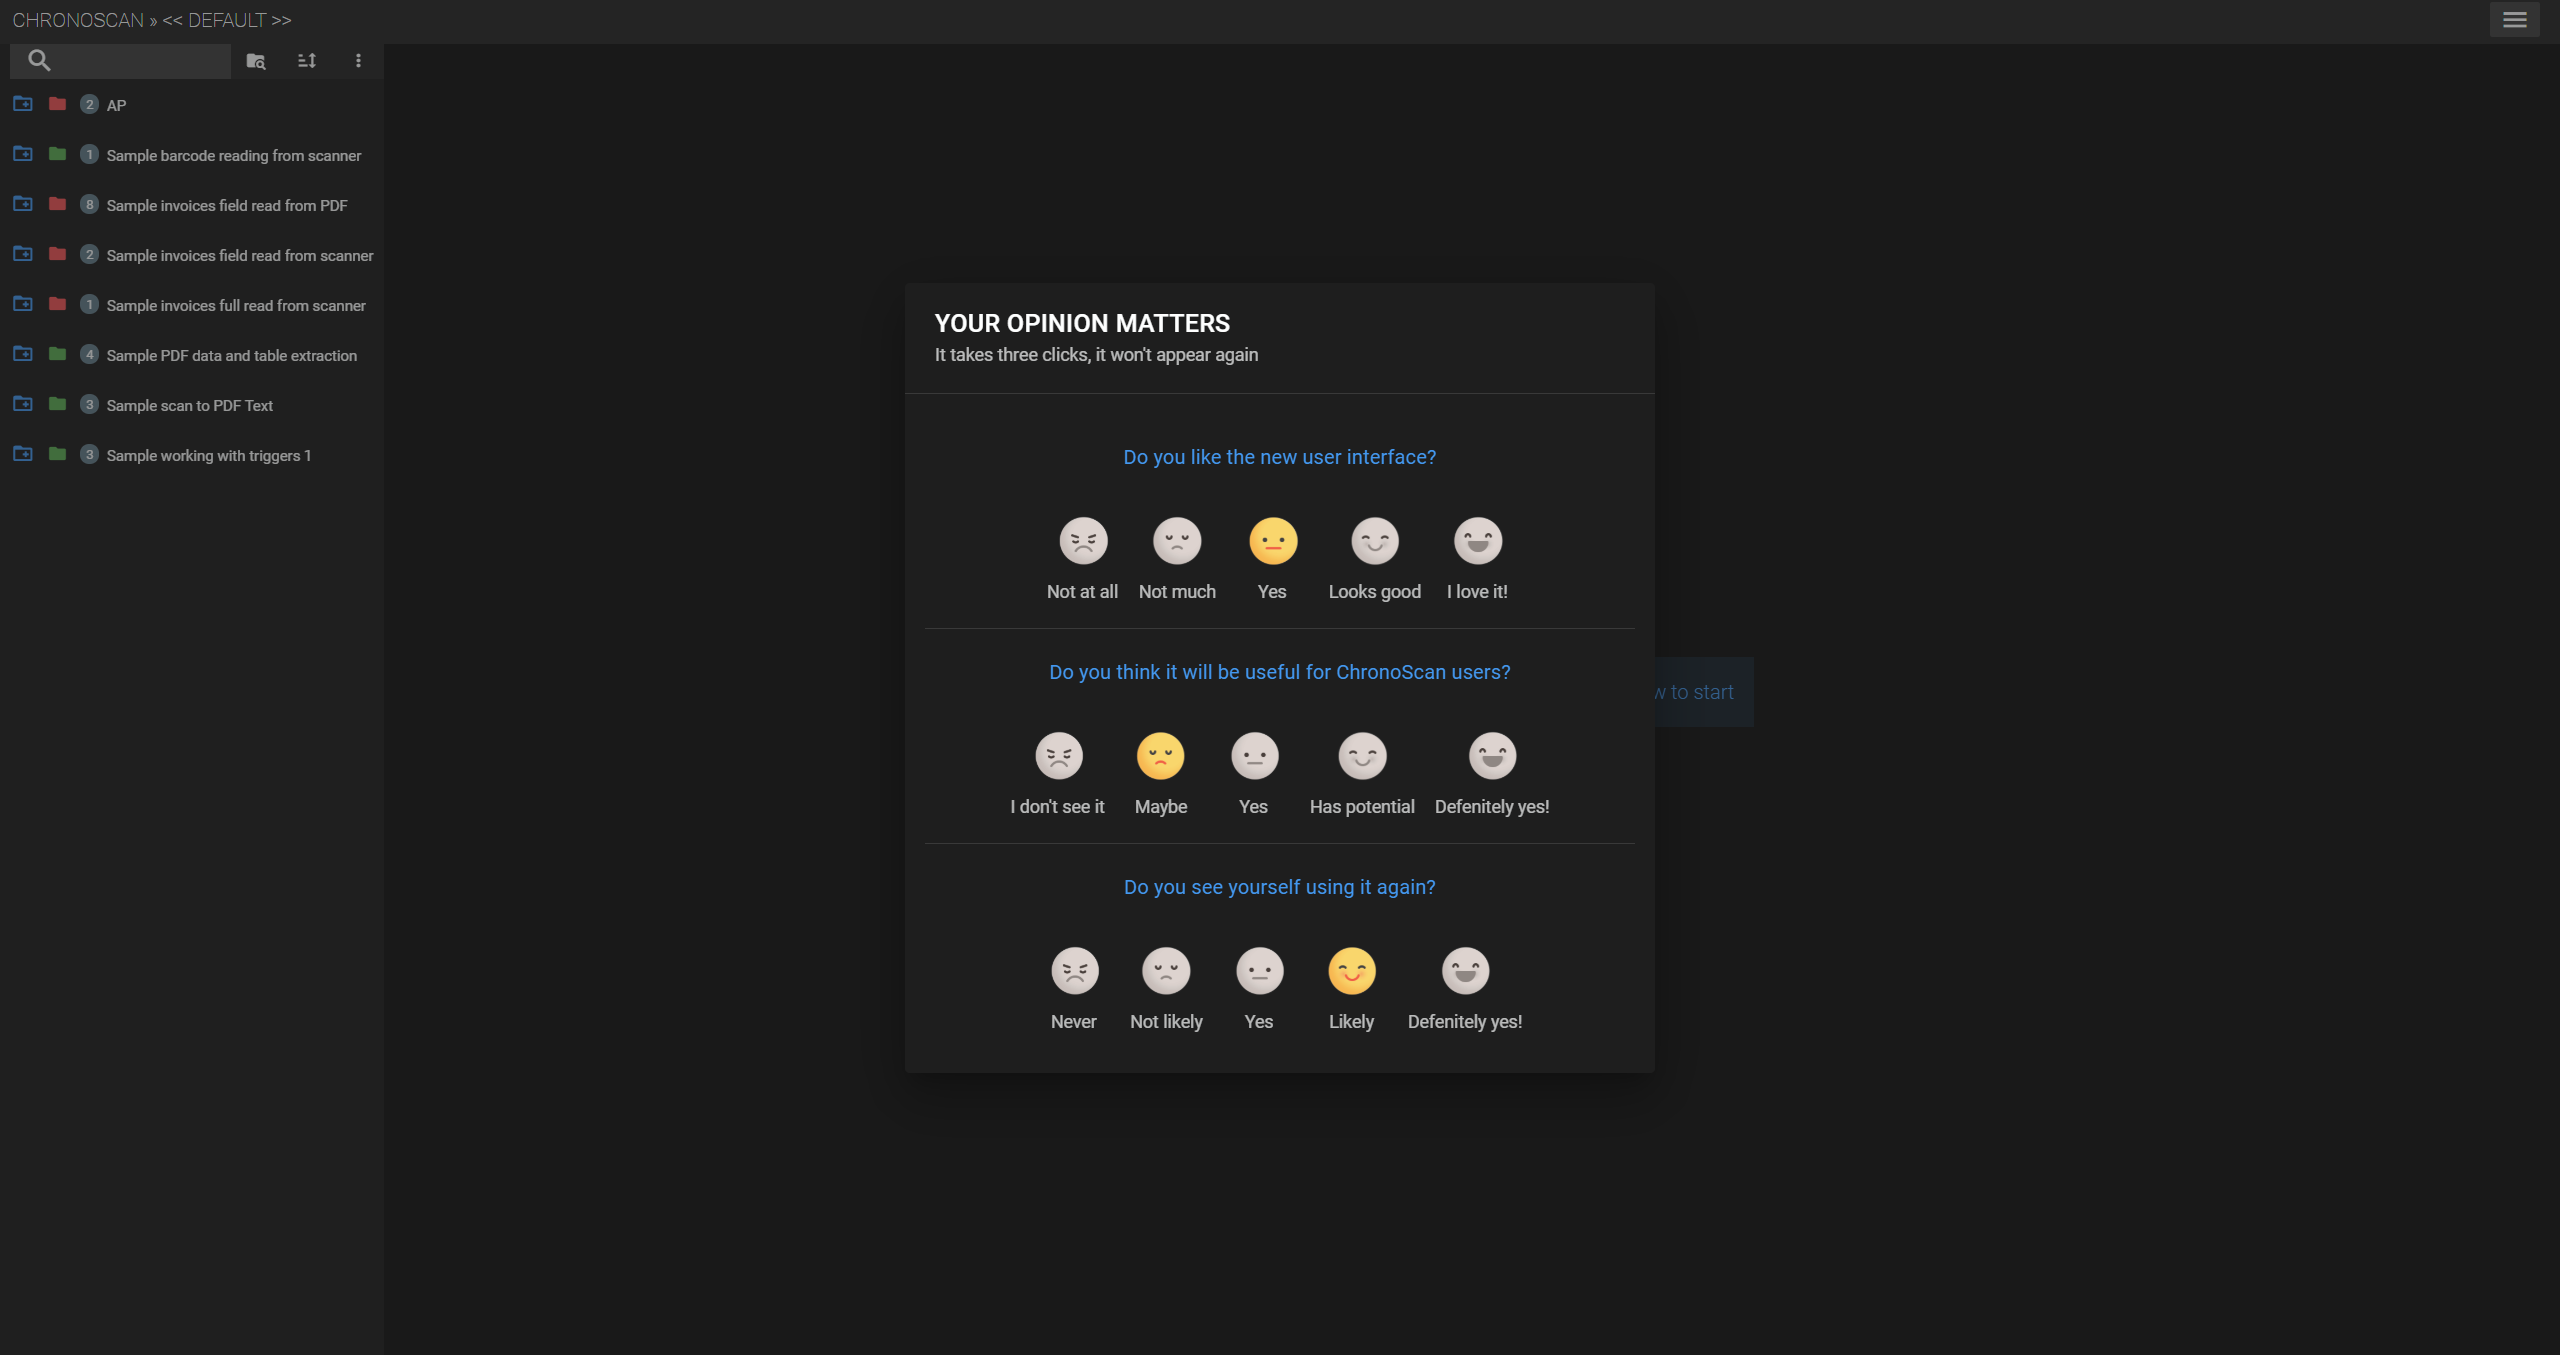 CHRONOSCAN » << DEFAULT >>
2 AP
1 Sample barcode reading from scanner
8 Sample invoices field read from PDF
2 Sample invoices field read from scanner
1 Sample invoices full read from scanner
4 Sample PDF data and table extraction
3 Sample scan to PDF Text
3 Sample working with triggers 1
YOUR OPINION MATTERS
It takes three clicks, it won't appear again
Do you like the new user interface?
Not at all Not much Yes Looks good I love it!
Do you think it will be useful for ChronoScan users?
to start
I don't see it Maybe Yes Has potential Defenitely yes!
Do you see yourself using it again?
Never Not likely Yes Likely Defenitely yes!